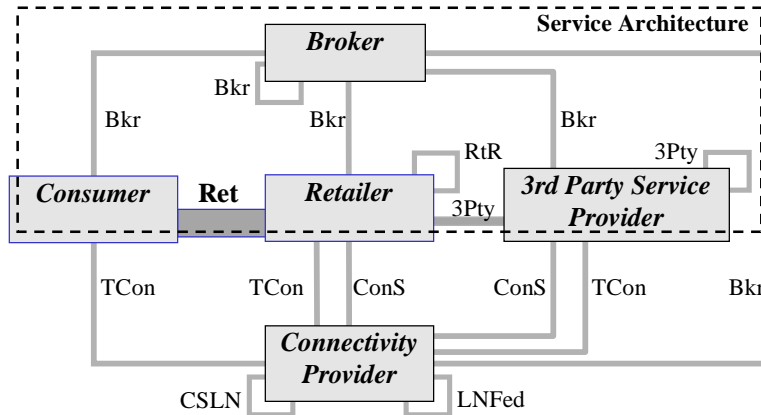 Service Architecture
Broker
Bkr
Bkr
Bkr
Bkr
RtR
3Pty
Consumer
Ret
Retailer
3Pty
3rd Party Service
Provider
TCon
TCon
ConS
ConS
TCon
Bkr
Connectivity
Provider
CSLN
LNFed